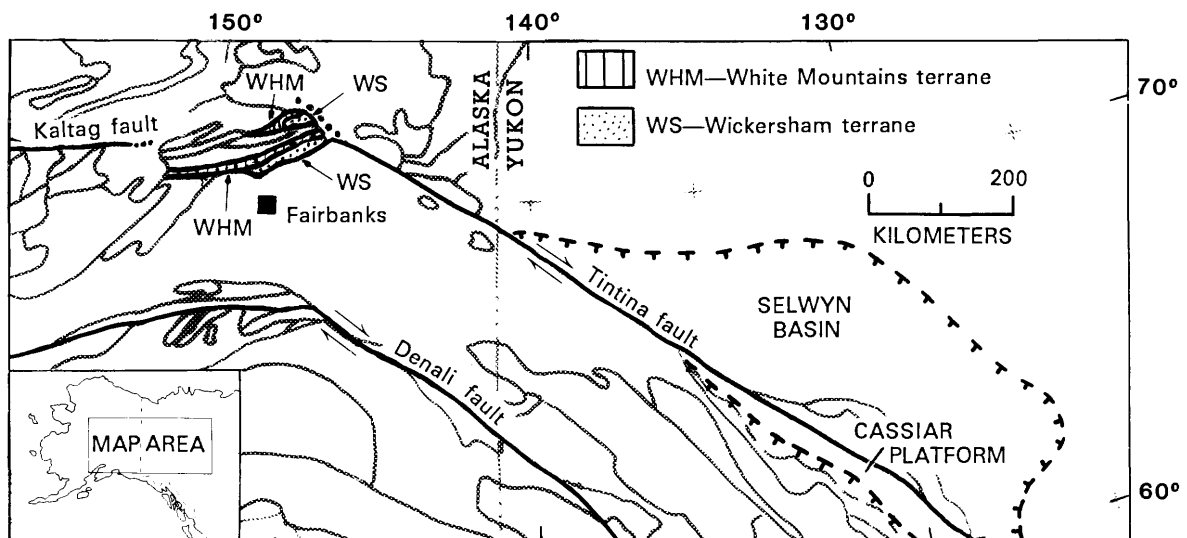 150°
140°
130°
WHM
WS
WHM—White Mountains terrane
70°
Kaltag fault
ALASKA
YUKON
WS—Wickersham terrane
WS
0 200
WHM
Fairbanks
KILOMETERS
Tintina fault
SELWYN
BASIN
Denali fault
MAP AREA
CASSIAR
PLATFORM
60°